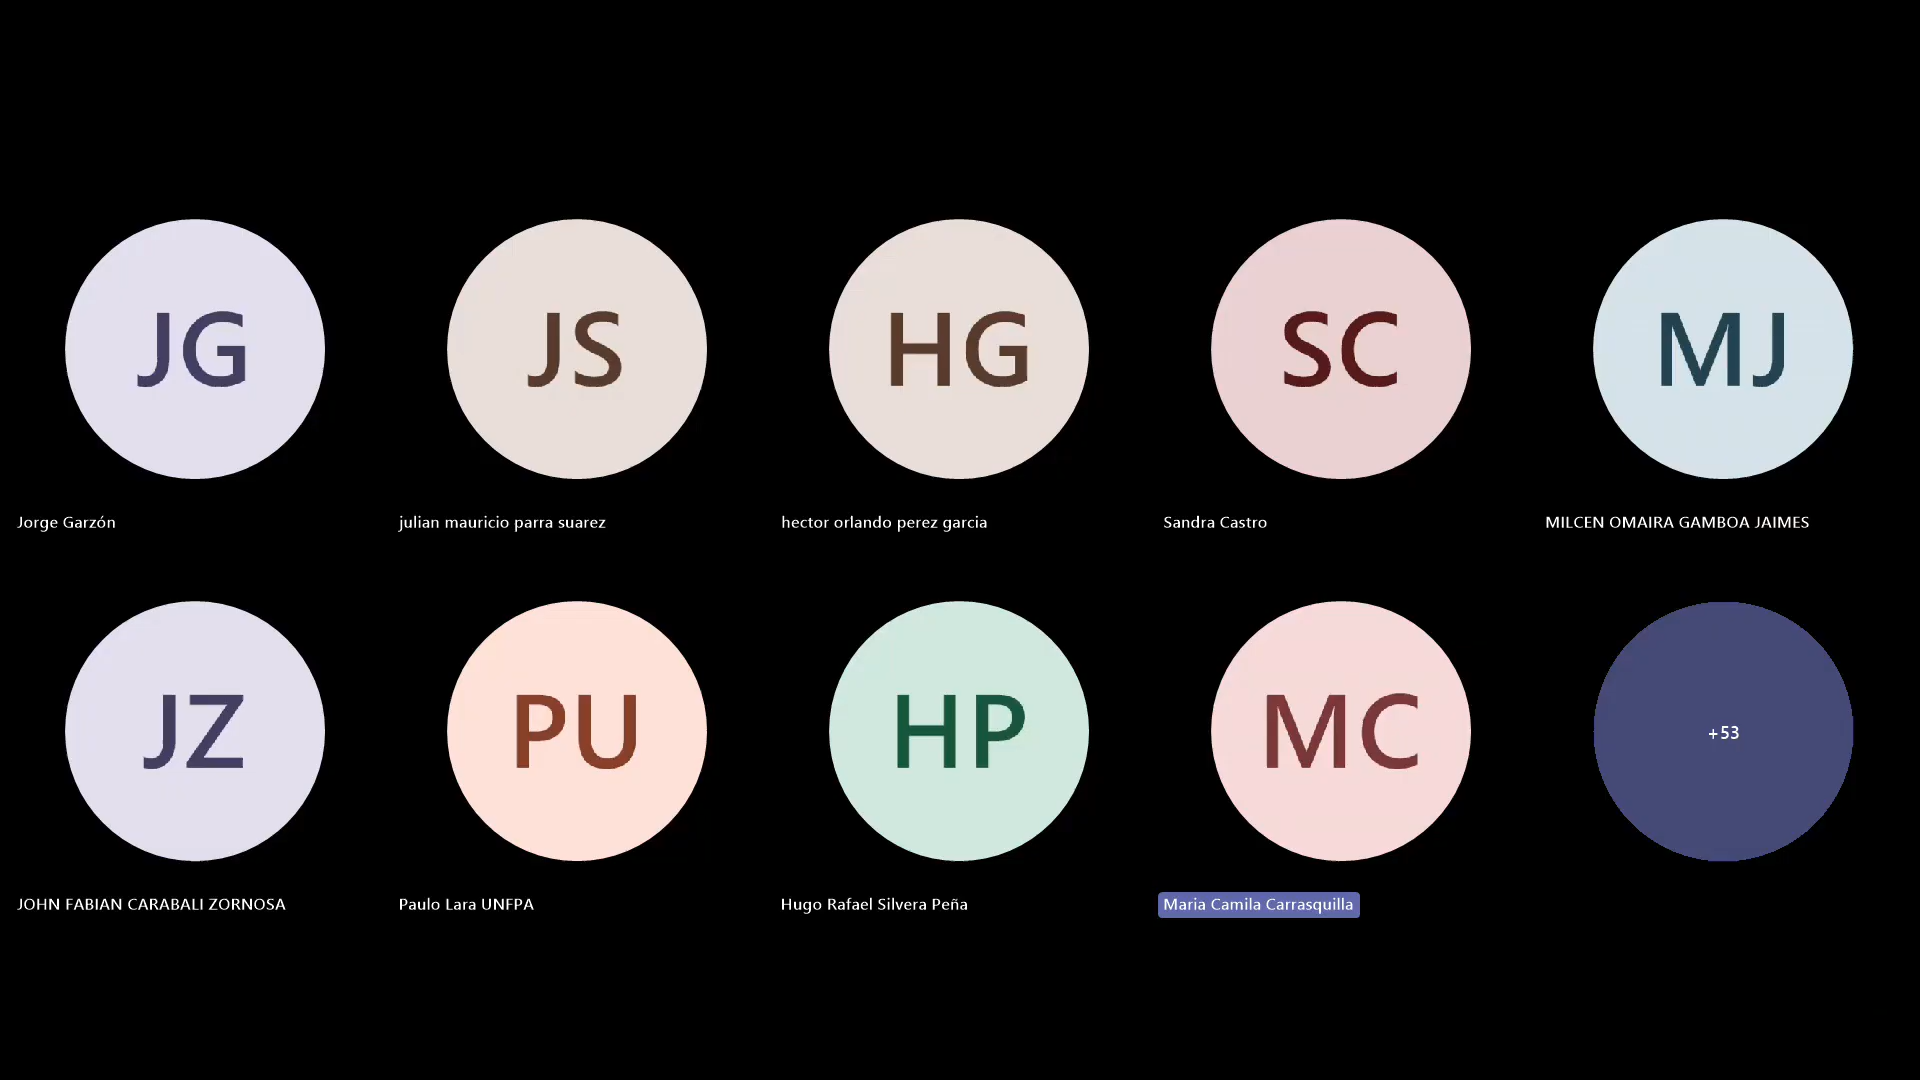 JG
JS
HG
SC
MJ
Jorge Garzón
julian mauricio parra suarez
hector orlando perez garcia
Sandra Castro
MILCEN OMAIRA GAMBOA JAIMES
JZ
PU
HP
MC
+53
JOHN FABIAN CARABALI ZORNOSA
Paulo Lara UNFPA
Hugo Rafael Silvera Peña
Maria Camila Carrasquilla